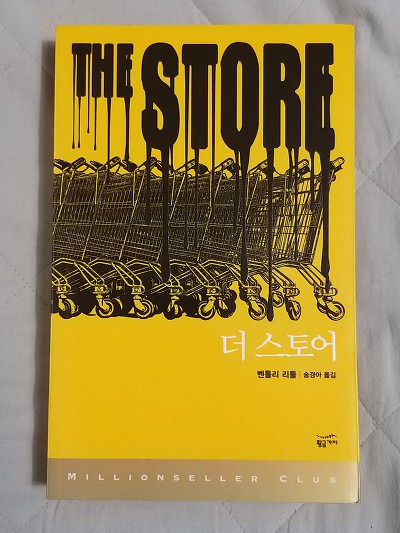 THE STORE
더 스토어
벤틀리 리틀 | 송경아 옮김
황금가지
MILLIONSELLER CLUB